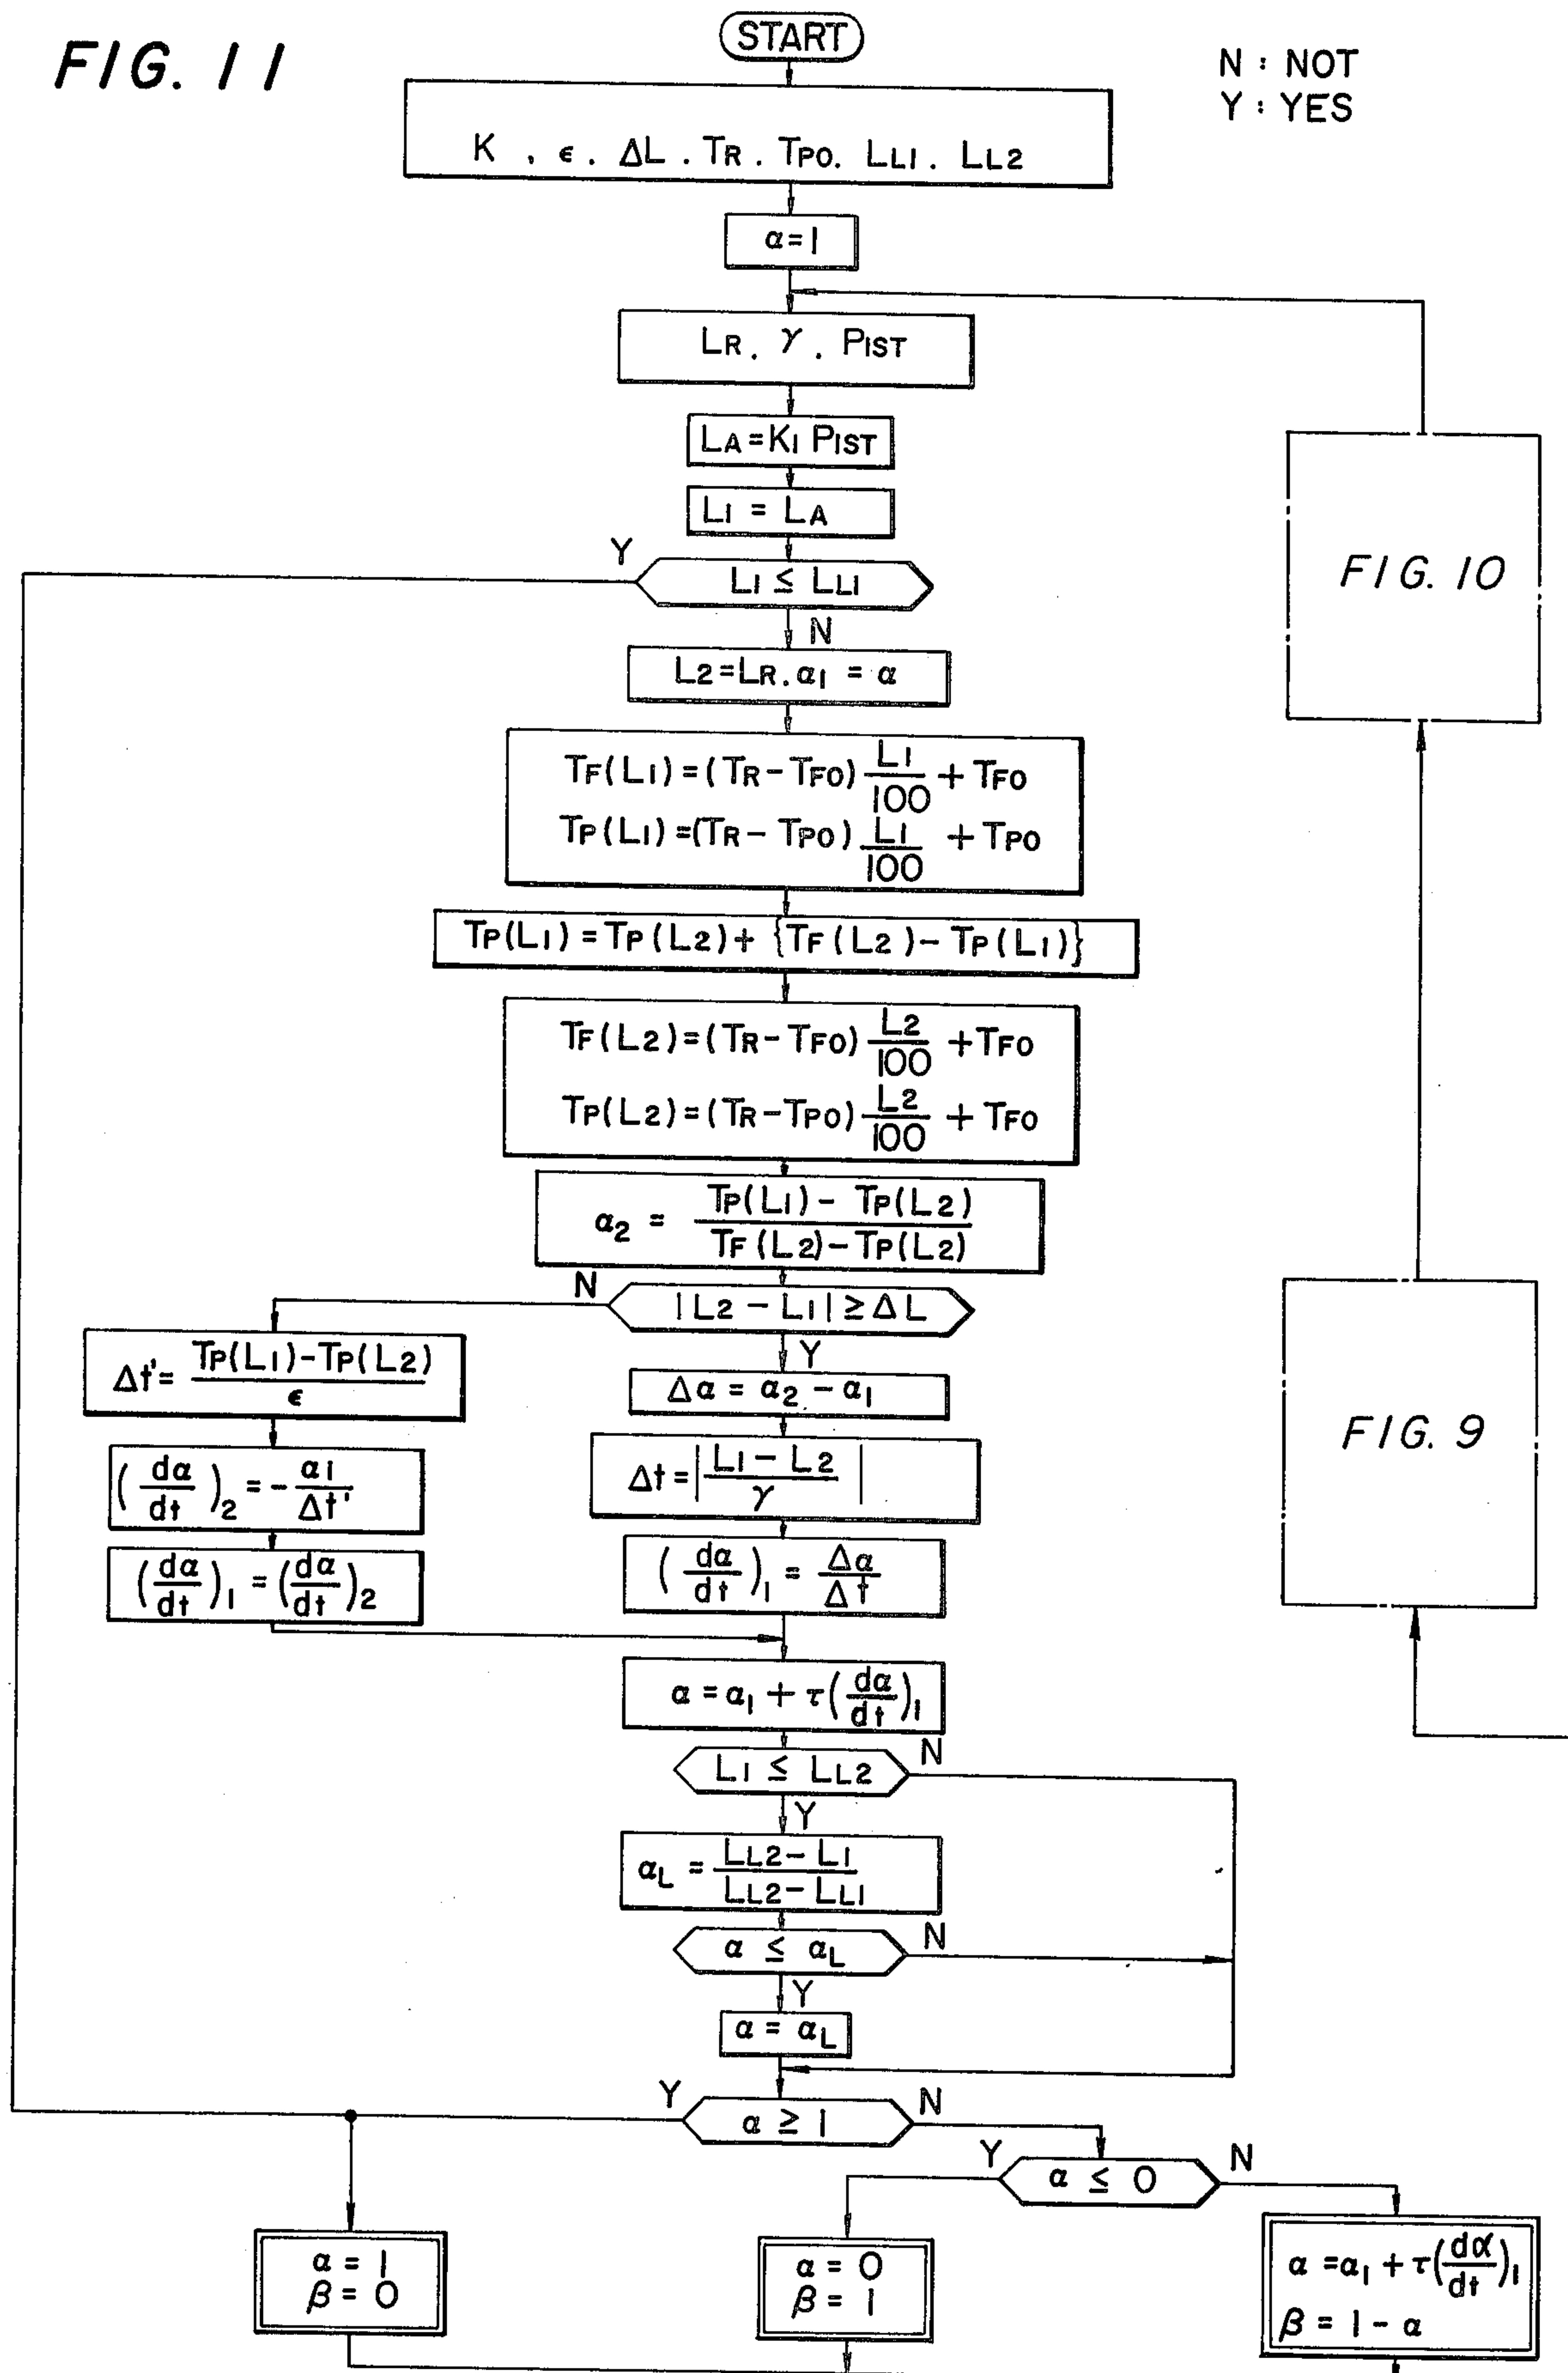 FIG. 11
START
N : NOT
Y : YES
K , ϵ . ΔL . TR . TPO . LL1 . LL2
α = 1
LR . γ . PIST
LA = K1 PIST
L1 = LA
Y
L1 ≤ LL1
N
FIG. 10
L2 = LR . α1 = α
TF(L1) = (TR − TFO) L1/100 + TFO
TP(L1) = (TR − TPO) L1/100 + TPO
TP(L1) = TP(L2) + {TF(L2) − TP(L1)}
TF(L2) = (TR − TFO) L2/100 + TFO
TP(L2) = (TR − TPO) L2/100 + TFO
α2 = TP(L1) − TP(L2) / TF(L2) − TP(L2)
N
|L2 − L1| ≥ ΔL
Y
Δt' = TP(L1) − TP(L2) / ϵ
Δα = α2 − α1
FIG. 9
Δt = |L1 − L2 / γ|
(dα/dt)2 = − α1/Δt'
(dα/dt)1 = Δα/Δt
(dα/dt)1 = (dα/dt)2
α = α1 + τ(dα/dt)1
L1 ≤ LL2
N
Y
αL = LL2 − L1 / LL2 − LL1
α ≤ αL
N
Y
α = αL
Y
α ≥ 1
N
Y
α ≤ 0
N
α = 1
β = 0
α = 0
β = 1
α = α1 + τ(dα/dt)1
β = 1 − α